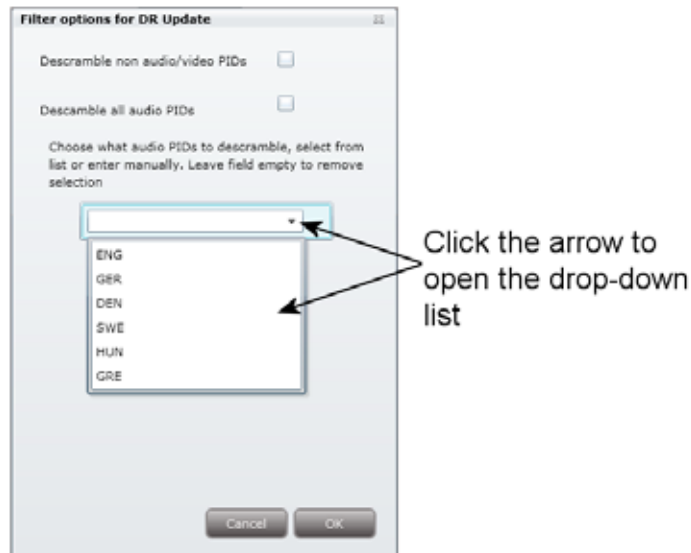 Filter options for DR Update
Descramble non audio/video PIDs
Descamble all audio PIDs
Choose what audio PIDs to descramble, select from
list or enter manually. Leave field empty to remove
selection
ENG
GER
DEN
SWE
HUN
GRE
Click the arrow to
open the drop-down
list
Cancel
OK